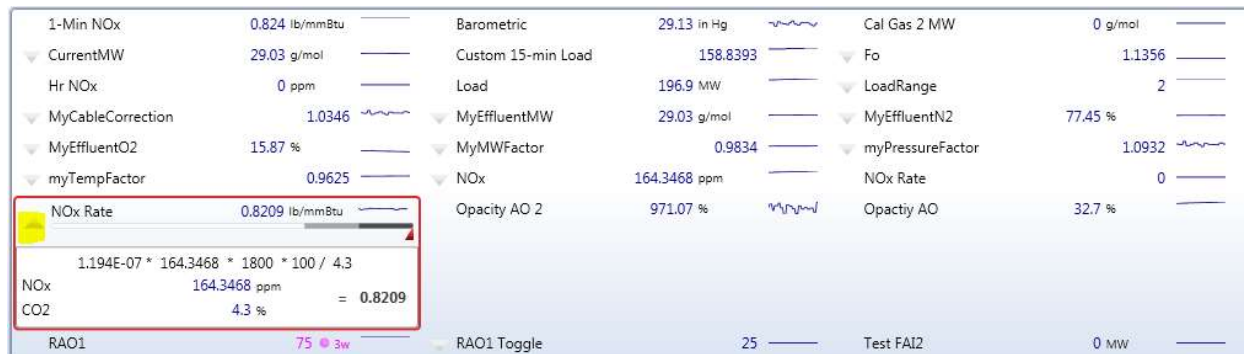 1-Min NOx 0.824 lb/mmBtu Barometric 29.13 in Hg Cal Gas 2 MW 0 g/mol
CurrentMW 29.03 g/mol Custom 15-min Load 158.8393 Fo 1.1356
Hr NOx 0 ppm Load 196.9 MW LoadRange 2
MyCableCorrection 1.0346 MyEffluentMW 29.03 g/mol MyEffluentN2 77.45 %
MyEffluentO2 15.87 % MyMWFactor 0.9834 myPressureFactor 1.0932
myTempFactor 0.9625 NOx 164.3468 ppm NOx Rate 0
NOx Rate 0.8209 lb/mmBtu Opacity AO 2 971.07 % Opactiy AO 32.7 %
1.194E-07 * 164.3468 * 1800 * 100 / 4.3
NOx 164.3468 ppm
= 0.8209
CO2 4.3 %
RAO1 75 3w RAO1 Toggle 25 Test FAI2 0 MW